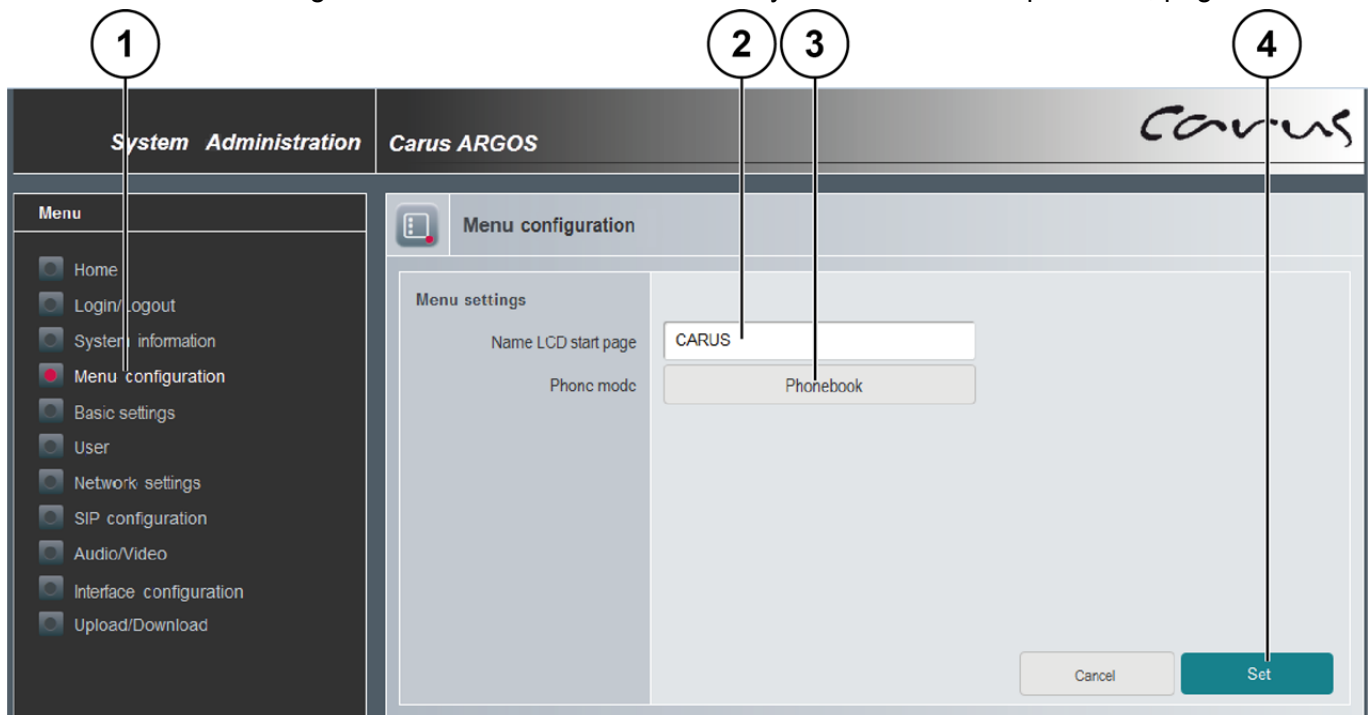 1 2 3 4
System Administration Carus ARGOS Carus
Menu
Menu configuration
Home
Login/Logout
System information
Menu configuration
Basic settings
User
Network settings
SIP configuration
Audio/Video
Interface configuration
Upload/Download
Menu settings
Name LCD start page CARUS
Phone mode Phonebook
Cancel Set